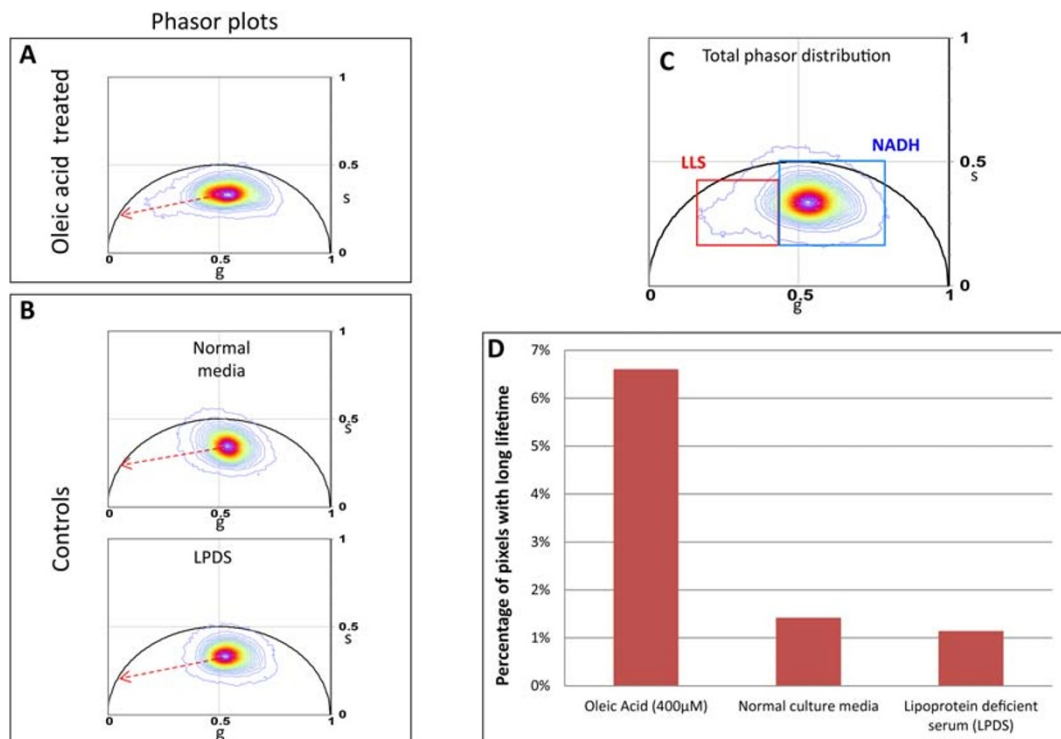 Phasor plots
A
Oleic acid treated
1
0.5
s
0
0
0.5
1
g
B
Controls
Normal
media
1
0.5
s
0
0
0.5
1
g
LPDS
1
0.5
s
0
0
0.5
1
g
C
Total phasor distribution
1
LLS
NADH
0.5
s
0
0
0.5
1
g
D
Percentage of pixels with long lifetime
7%
6%
5%
4%
3%
2%
1%
0%
Oleic Acid (400µM)
Normal culture media
Lipoprotein deficient
serum (LPDS)